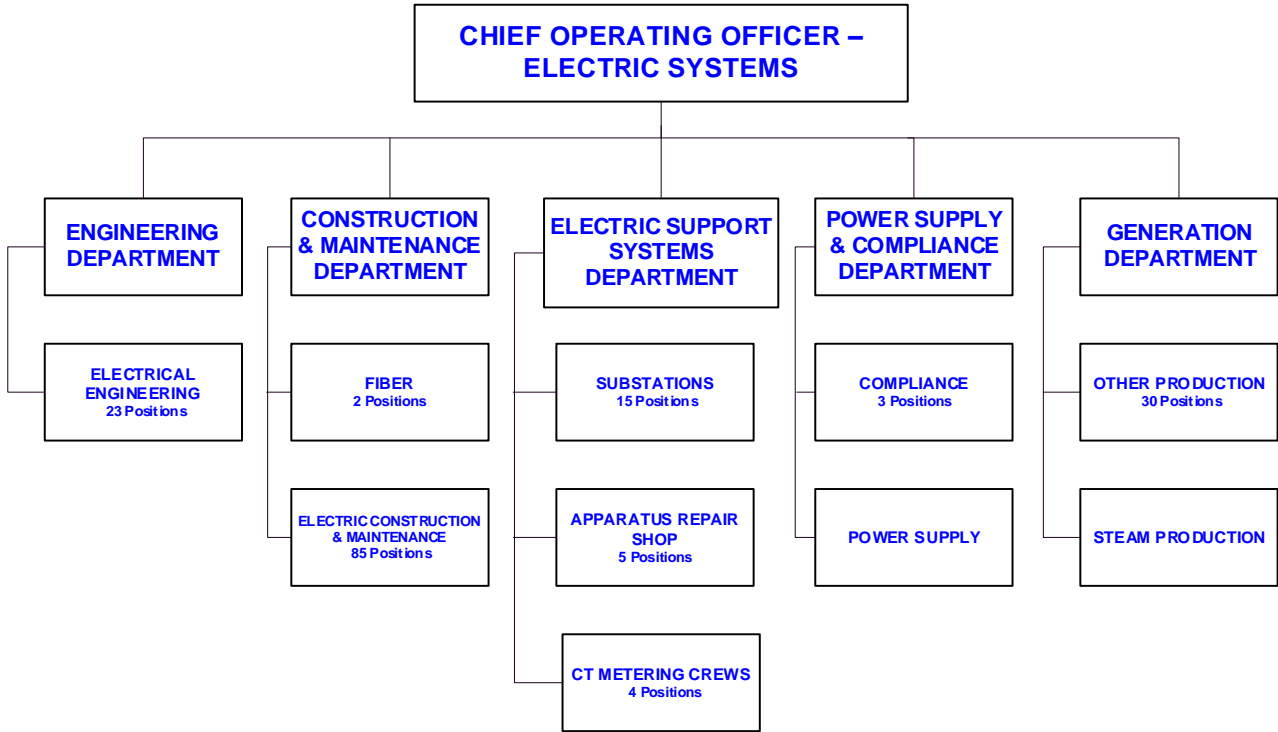 CHIEF OPERATING OFFICER –
ELECTRIC SYSTEMS
ENGINEERING
DEPARTMENT
CONSTRUCTION
& MAINTENANCE
DEPARTMENT
ELECTRIC SUPPORT
SYSTEMS
DEPARTMENT
POWER SUPPLY
& COMPLIANCE
DEPARTMENT
GENERATION
DEPARTMENT
ELECTRICAL
ENGINEERING
23 Positions
FIBER
2 Positions
SUBSTATIONS
15 Positions
COMPLIANCE
3 Positions
OTHER PRODUCTION
30 Positions
ELECTRIC CONSTRUCTION
& MAINTENANCE
85 Positions
APPARATUS REPAIR
SHOP
5 Positions
POWER SUPPLY
STEAM PRODUCTION
CT METERING CREWS
4 Positions